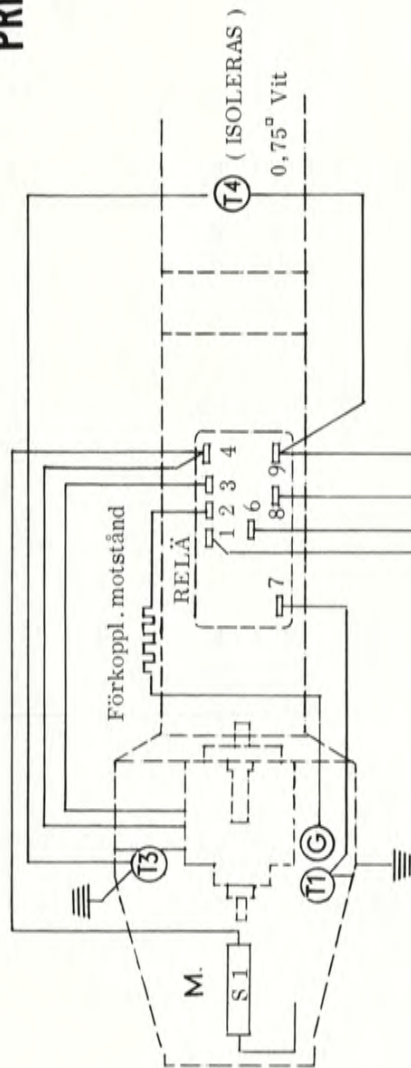 PRI
T4 ( ISOLERAS )
0,75▫ Vit
Förkoppl. motstånd
RELÄ
1 2 3 4
6
7 8 9
T3
G
T1
M.
S 1